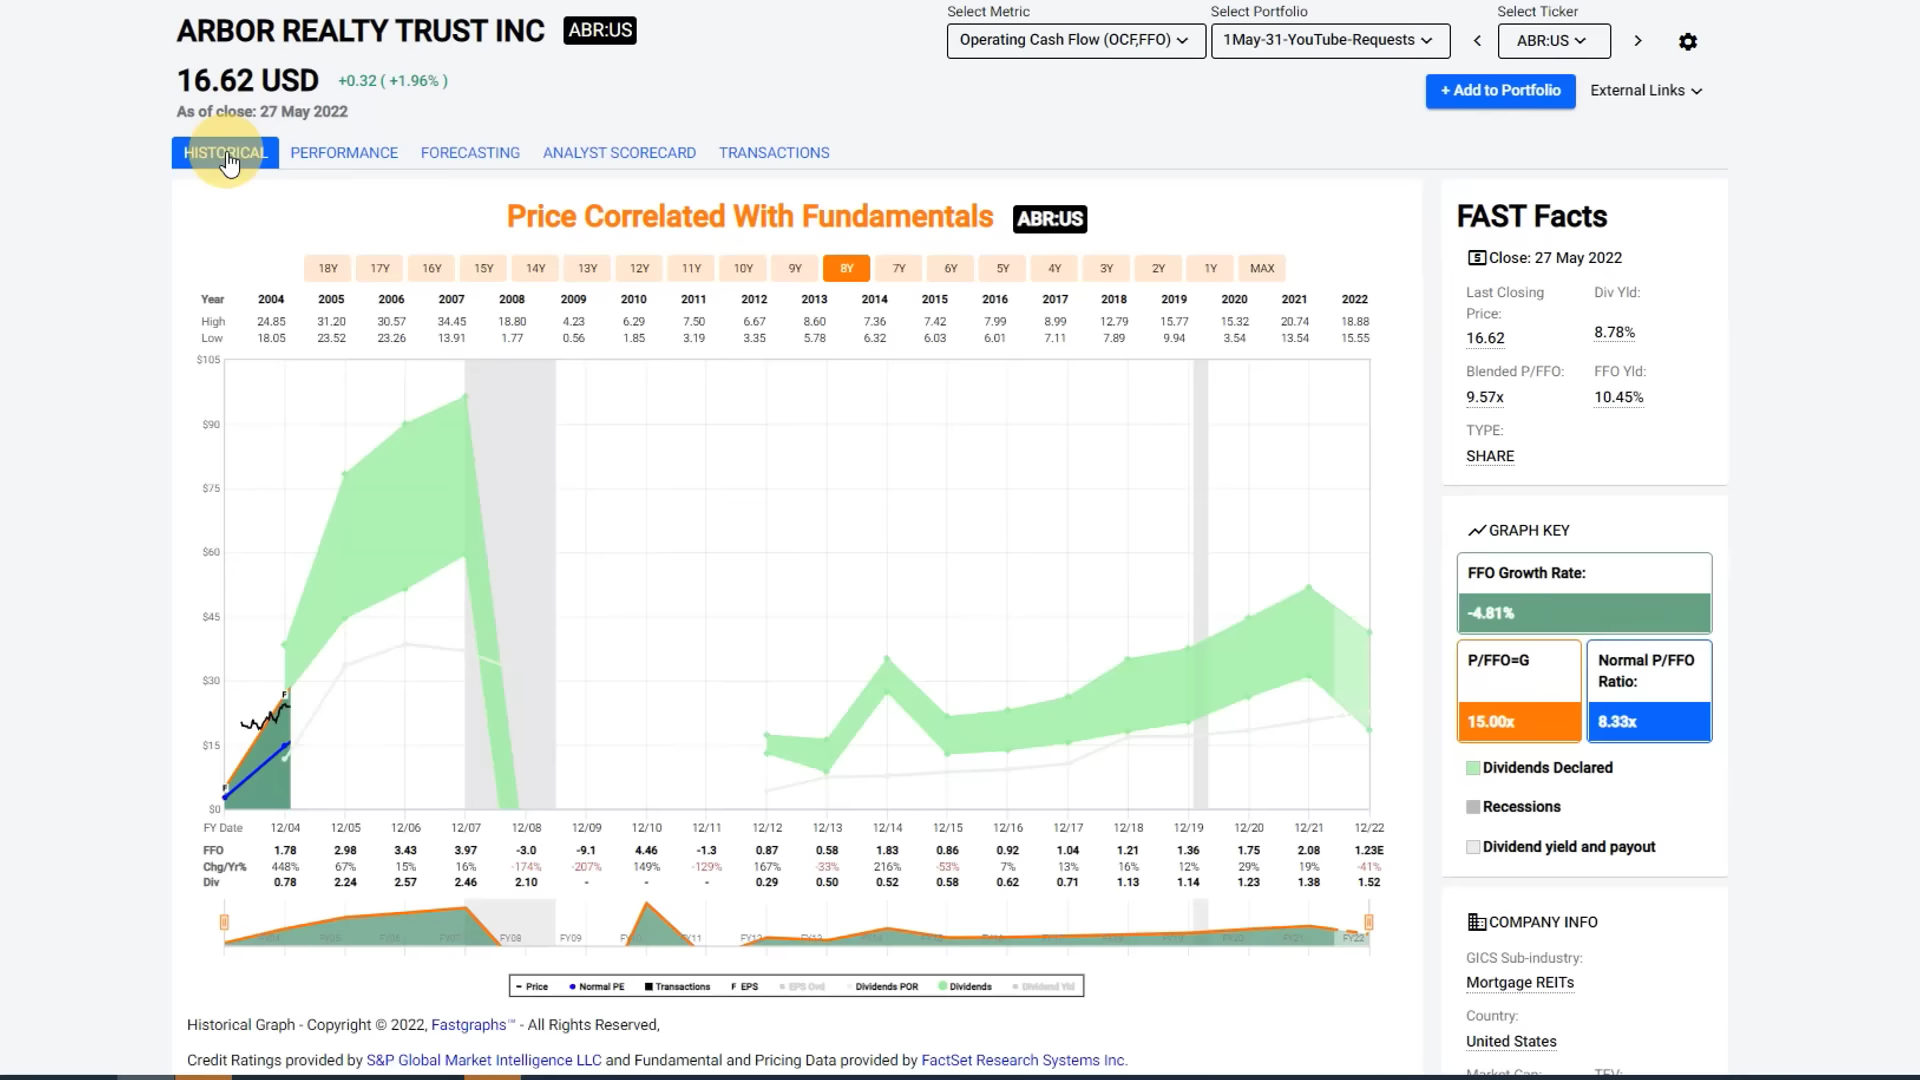 ARBOR REALTY TRUST INC ABR:US
Select Metric Select Portfolio Select Ticker
Operating Cash Flow (OCF,FFO) 1May-31-YouTube-Requests ABR:US
16.62 USD +0.32 ( +1.96% )
+ Add to Portfolio External Links
As of close: 27 May 2022
HISTORICAL PERFORMANCE FORECASTING ANALYST SCORECARD TRANSACTIONS
Price Correlated With Fundamentals ABR:US
18Y 17Y 16Y 15Y 14Y 13Y 12Y 11Y 10Y 9Y 8Y 7Y 6Y 5Y 4Y 3Y 2Y 1Y MAX
Year 2004 2005 2006 2007 2008 2009 2010 2011 2012 2013 2014 2015 2016 2017 2018 2019 2020 2021 2022
High 24.85 31.20 30.57 34.45 18.80 4.23 6.29 7.50 6.67 8.60 7.36 7.42 7.99 8.99 12.79 15.77 15.32 20.74 18.88
Low 18.05 23.52 23.26 13.91 1.77 0.56 1.85 3.19 3.35 5.78 6.32 6.03 6.01 7.11 7.89 9.94 3.54 13.54 15.55
$105
$90
$75
$60
$45
$30
$15
$0
F
F
FY Date 12/04 12/05 12/06 12/07 12/08 12/09 12/10 12/11 12/12 12/13 12/14 12/15 12/16 12/17 12/18 12/19 12/20 12/21 12/22
FFO 1.78 2.98 3.43 3.97 -3.0 -9.1 4.46 -1.3 0.87 0.58 1.83 0.86 0.92 1.04 1.21 1.36 1.75 2.08 1.23E
Chg/Yr% 448% 67% 15% 16% -174% -207% 149% -129% 167% -33% 216% -53% 7% 13% 16% 12% 29% 19% -41%
Div 0.78 2.24 2.57 2.46 2.10 - - - 0.29 0.50 0.52 0.58 0.62 0.71 1.13 1.14 1.23 1.38 1.52
FY08 FY09 FY22
Price Normal PE Transactions F EPS EPS Ovd Dividends POR Dividends Dividend Yld
Historical Graph - Copyright © 2022, Fastgraphs™ - All Rights Reserved,
Credit Ratings provided by S&P Global Market Intelligence LLC and Fundamental and Pricing Data provided by FactSet Research Systems Inc.
FAST Facts
Close: 27 May 2022
Last Closing Price: Div Yld:
16.62 8.78%
Blended P/FFO: FFO Yld:
9.57x 10.45%
TYPE:
SHARE
GRAPH KEY
FFO Growth Rate:
-4.81%
P/FFO=G Normal P/FFO Ratio:
15.00x 8.33x
Dividends Declared
Recessions
Dividend yield and payout
COMPANY INFO
GICS Sub-industry:
Mortgage REITs
Country:
United States
Market Cap: TEV: